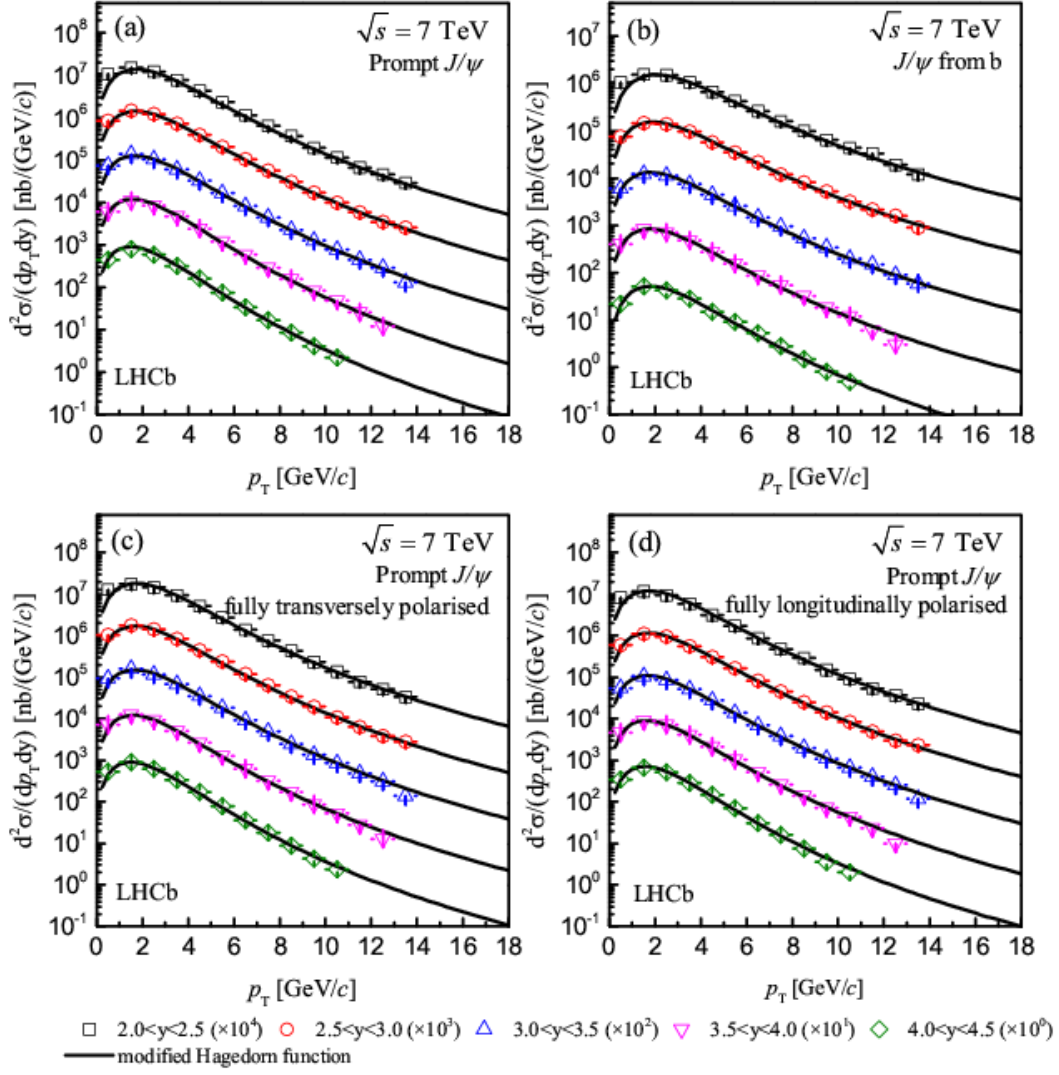 (a)
√s = 7 TeV
Prompt J/ψ
d²σ/(dp_Tdy) [nb/(GeV/c)]
10⁸
10⁷
10⁶
10⁵
10⁴
10³
10²
10¹
10⁰
10⁻¹
LHCb
0 2 4 6 8 10 12 14 16 18
p_T [GeV/c]
(b)
√s = 7 TeV
J/ψ from b
d²σ/(dp_Tdy) [nb/(GeV/c)]
10⁷
10⁶
10⁵
10⁴
10³
10²
10¹
10⁰
10⁻¹
LHCb
0 2 4 6 8 10 12 14 16 18
p_T [GeV/c]
(c)
√s = 7 TeV
Prompt J/ψ
fully transversely polarised
d²σ/(dp_Tdy) [nb/(GeV/c)]
10⁸
10⁷
10⁶
10⁵
10⁴
10³
10²
10¹
10⁰
10⁻¹
LHCb
0 2 4 6 8 10 12 14 16 18
p_T [GeV/c]
(d)
√s = 7 TeV
Prompt J/ψ
fully longitudinally polarised
d²σ/(dp_Tdy) [nb/(GeV/c)]
10⁸
10⁷
10⁶
10⁵
10⁴
10³
10²
10¹
10⁰
10⁻¹
LHCb
0 2 4 6 8 10 12 14 16 18
p_T [GeV/c]
2.0<y<2.5 (×10⁴) 2.5<y<3.0 (×10³) 3.0<y<3.5 (×10²) 3.5<y<4.0 (×10¹) 4.0<y<4.5 (×10⁰)
modified Hagedorn function